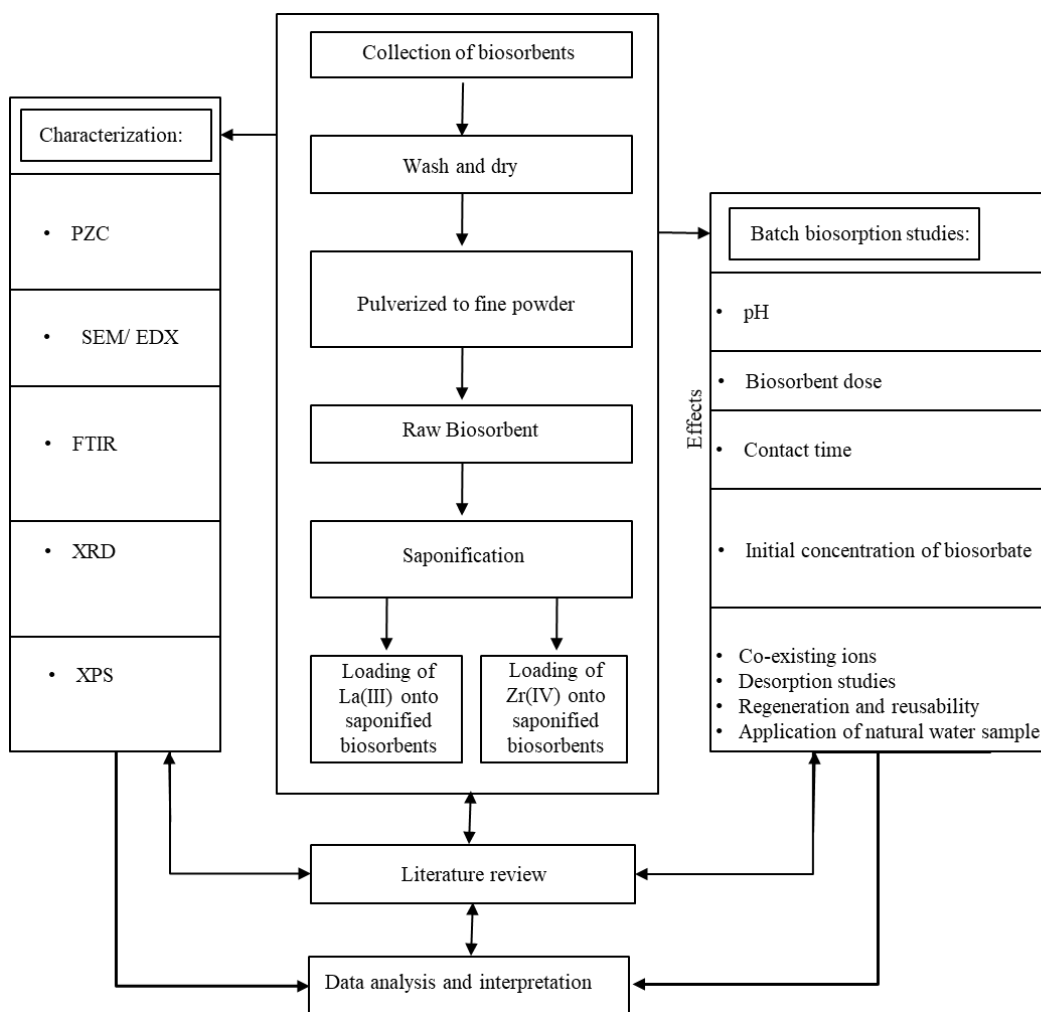 Collection of biosorbents
Wash and dry
Pulverized to fine powder
Raw Biosorbent
Saponification
Loading of
La(III) onto
saponified
biosorbents
Loading of
Zr(IV) onto
saponified
biosorbents
Characterization:
• PZC
• SEM/ EDX
• FTIR
• XRD
• XPS
Batch biosorption studies:
Effects
• pH
• Biosorbent dose
• Contact time
• Initial concentration of biosorbate
• Co-existing ions
• Desorption studies
• Regeneration and reusability
• Application of natural water sample
Literature review
Data analysis and interpretation